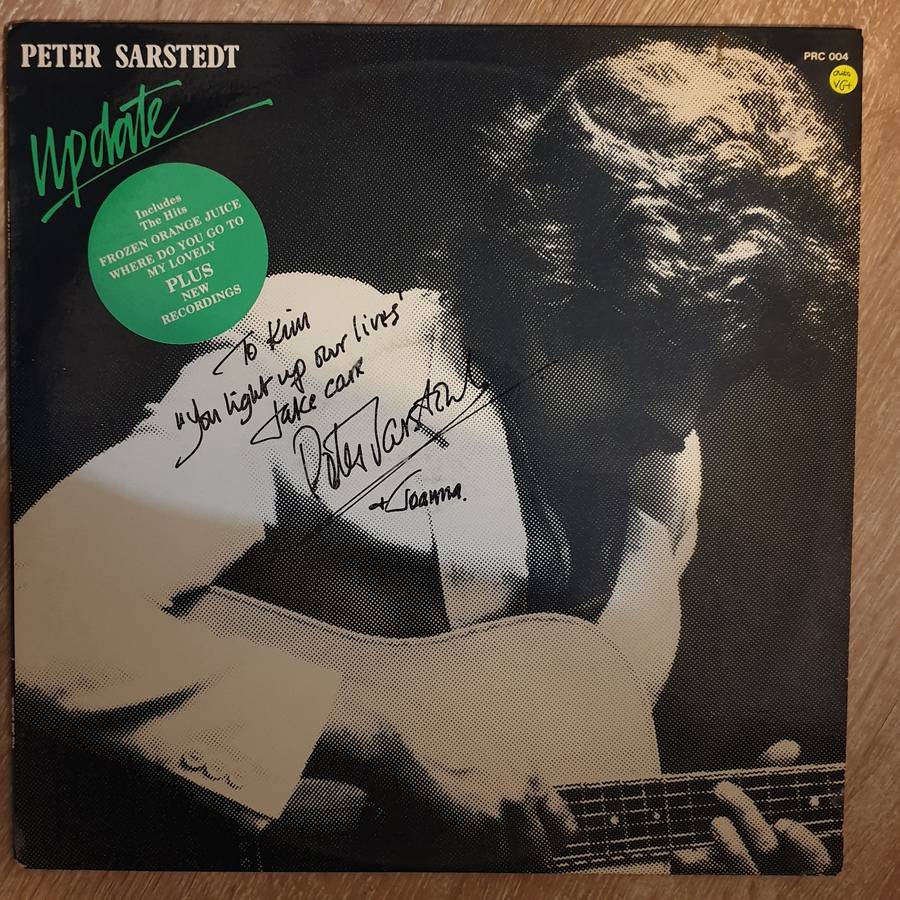 PETER SARSTEDT
PRC 004
VG+
Update
Includes
The Hits
FROZEN ORANGE JUICE
WHERE DO YOU GO TO
MY LOVELY
PLUS
NEW
RECORDINGS
To Kim
"You light up our lives"
Take care
Peter Sarstedt
+ Joanna.